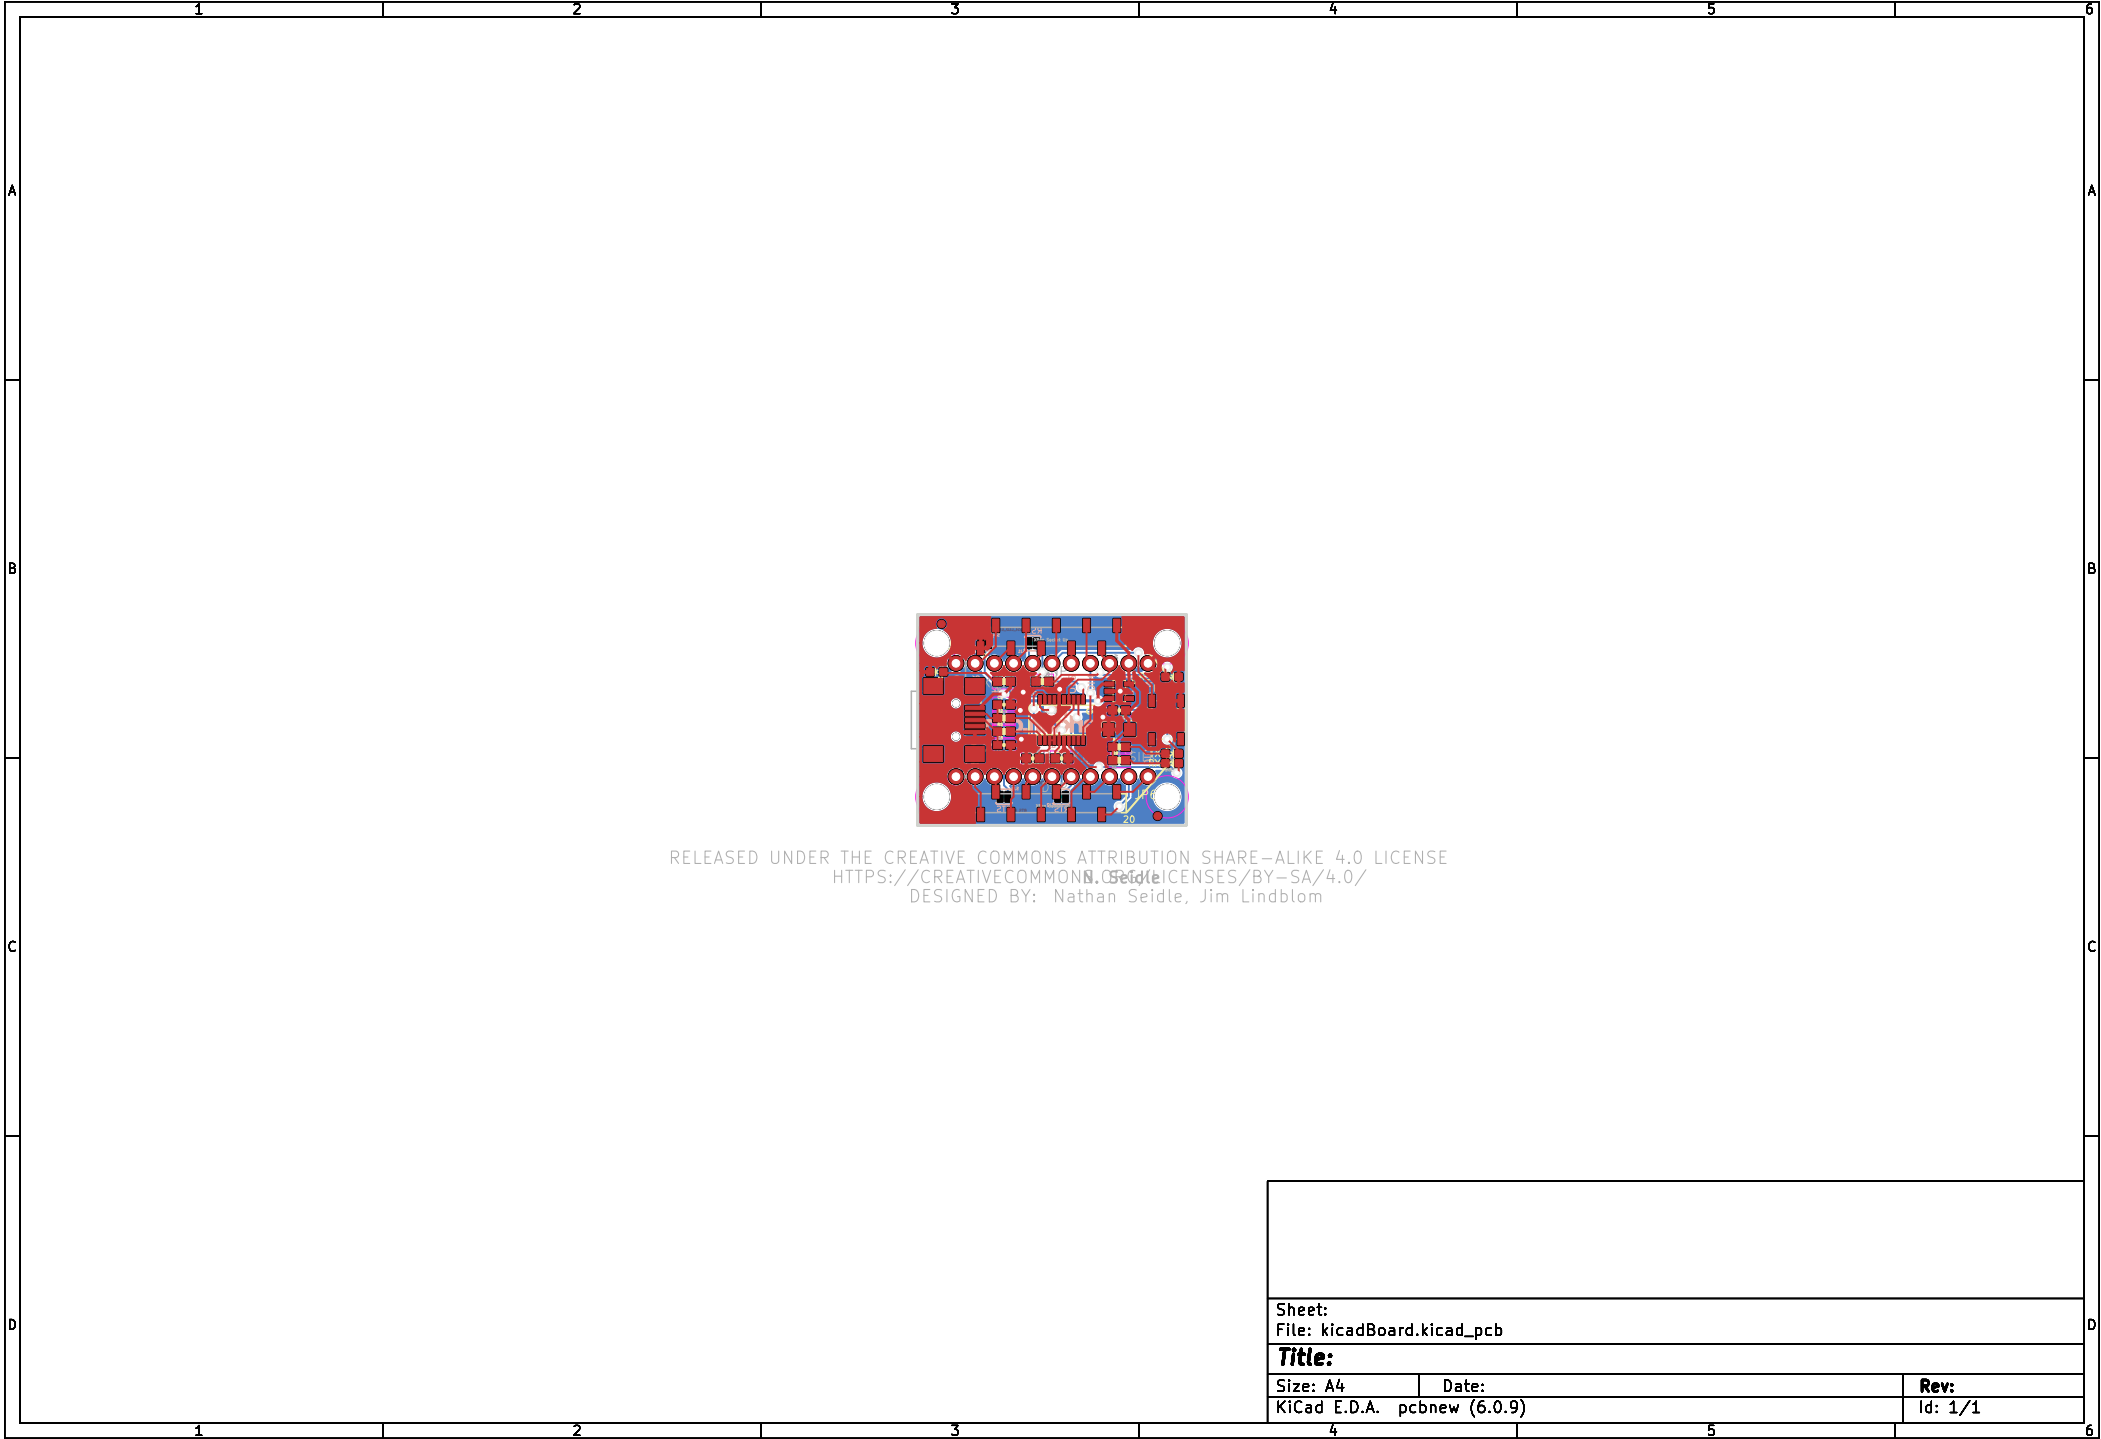 1 2 3 4 5 6
A A
B B
JP
20
RELEASED UNDER THE CREATIVE COMMONS ATTRIBUTION SHARE-ALIKE 4.0 LICENSE
HTTPS://CREATIVECOMMONS.ORG/LICENSES/BY-SA/4.0/
N. Seidle
DESIGNED BY: Nathan Seidle, Jim Lindblom
C C
Sheet:
File: kicadBoard.kicad_pcb
D D
Title:
Size: A4 Date: Rev:
KiCad E.D.A. pcbnew (6.0.9) Id: 1/1
1 2 3 4 5 6